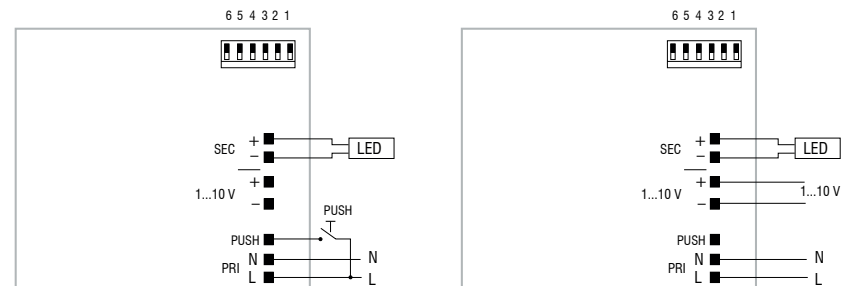 6 5 4 3 2 1
SEC + LED
−
1...10 V +
−
PUSH
PUSH
PRI N N
L L
6 5 4 3 2 1
SEC + LED
−
1...10 V + 1...10 V
−
PUSH
PRI N N
L L